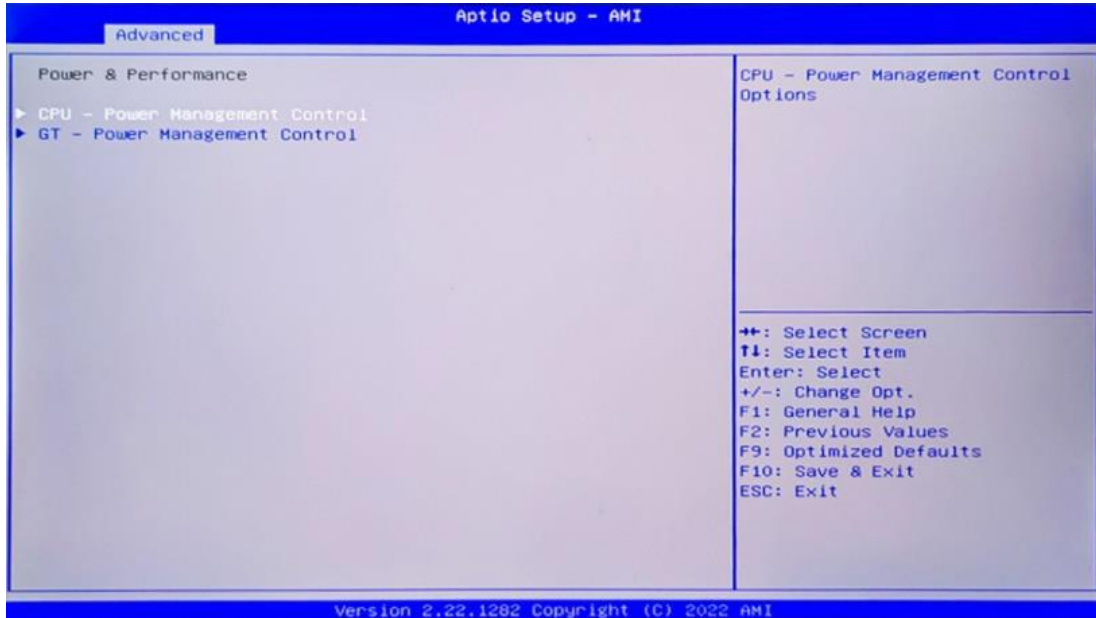 Aptio Setup - AMI
Advanced
Power & Performance
▶ CPU - Power Management Control
▶ GT - Power Management Control
CPU - Power Management Control
Options
→←: Select Screen
↑↓: Select Item
Enter: Select
+/-: Change Opt.
F1: General Help
F2: Previous Values
F9: Optimized Defaults
F10: Save & Exit
ESC: Exit
Version 2.22.1282 Copyright (C) 2022 AMI